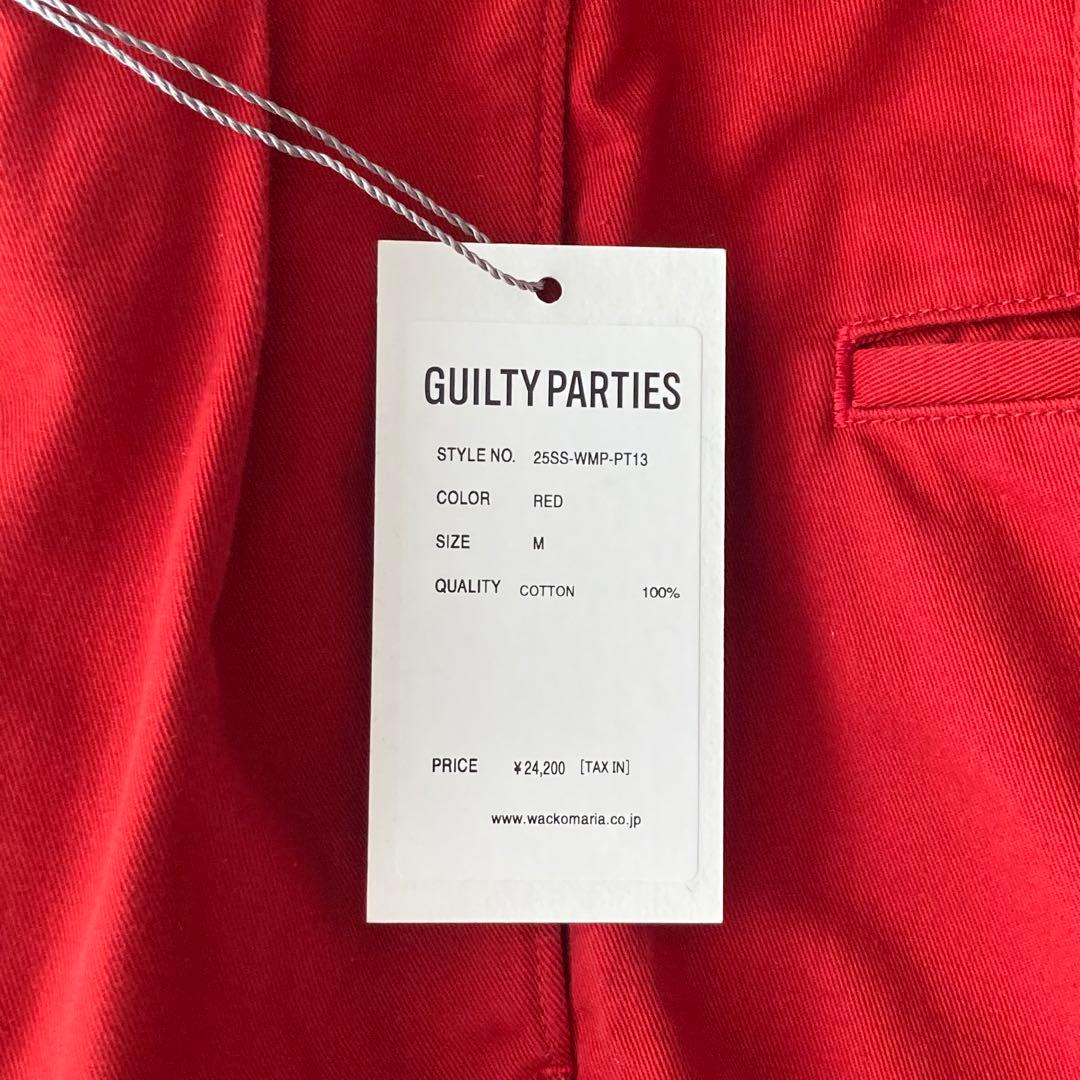 GUILTY PARTIES
STYLE NO. 25SS-WMP-PT13
COLOR RED
SIZE M
QUALITY COTTON 100%
PRICE ¥24,200 [TAX IN]
www.wackomaria.co.jp